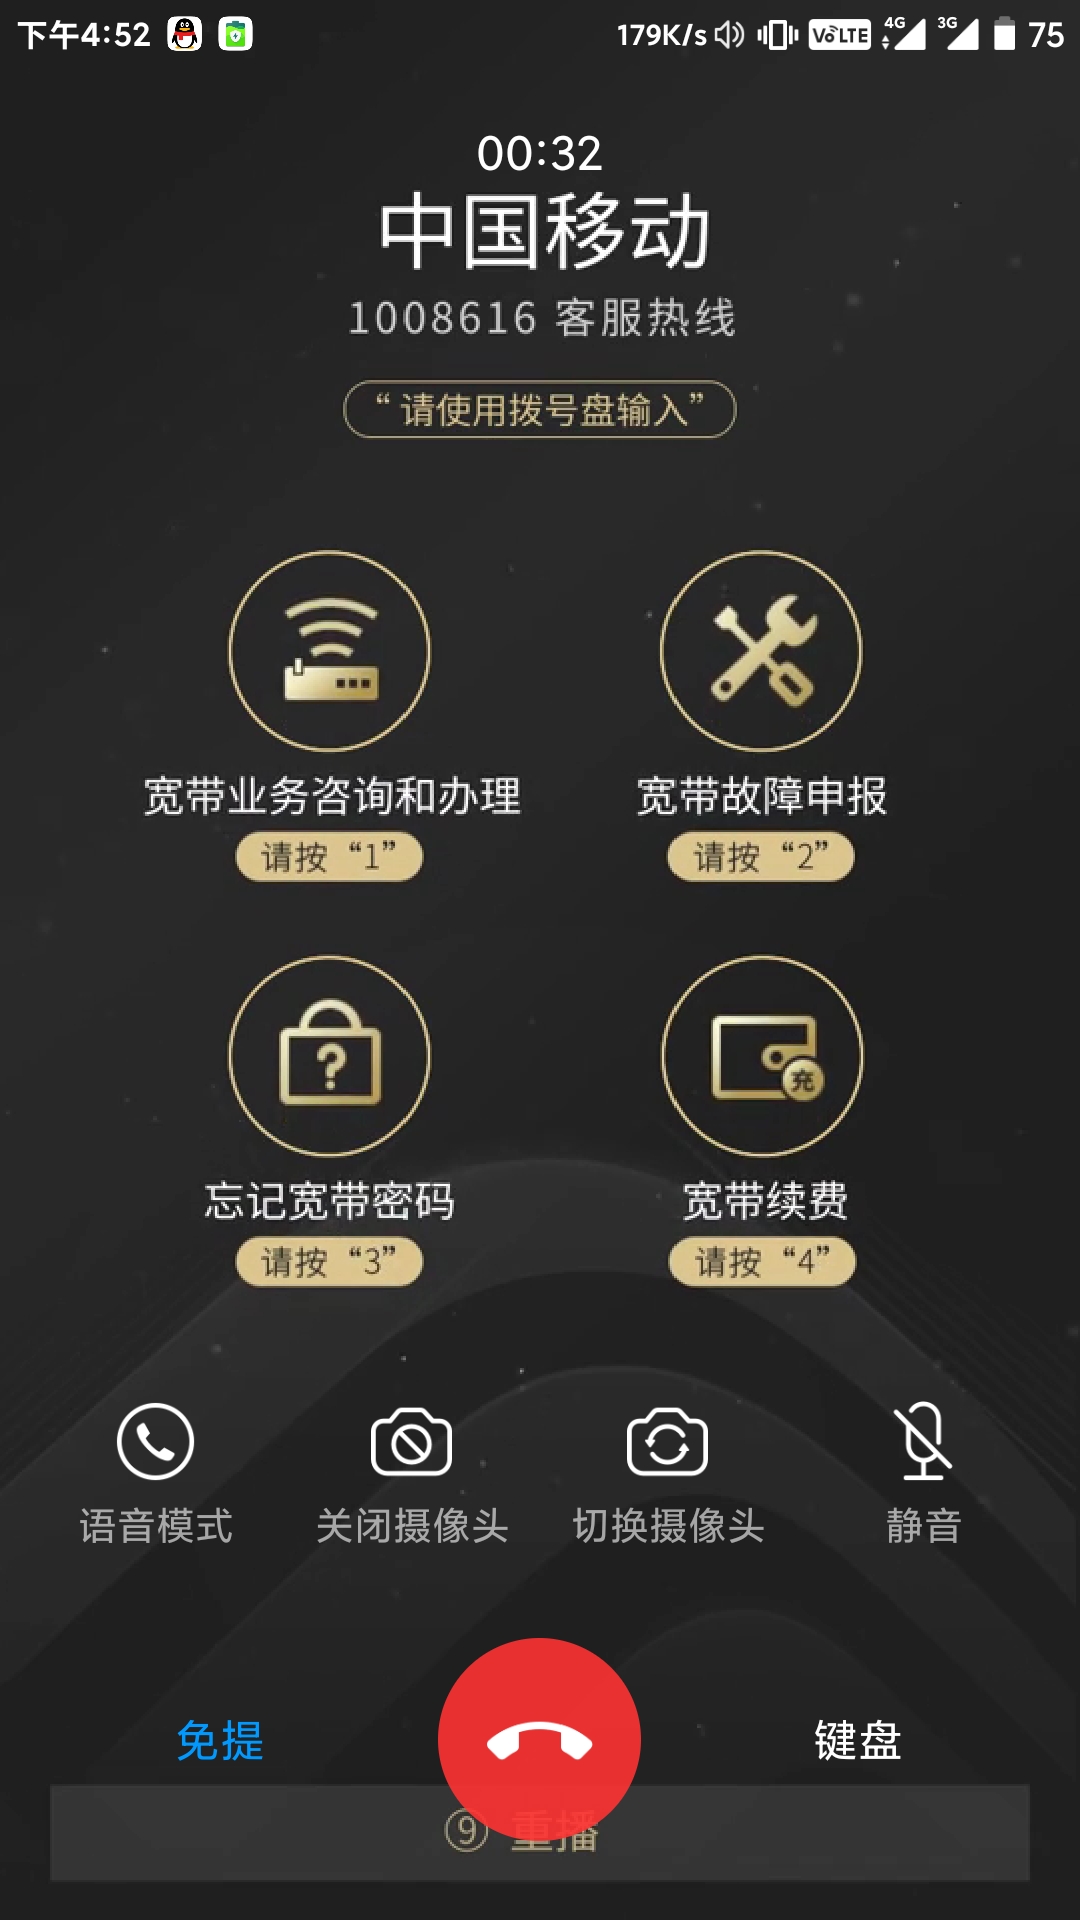 下午4:52 179K/s VoLTE 4G 3G 75
00:32
中国移动
1008616 客服热线
“请使用拨号盘输入”
宽带业务咨询和办理 宽带故障申报
请按 “1” 请按 “2”
充
忘记宽带密码 宽带续费
请按 “3” 请按 “4”
语音模式 关闭摄像头 切换摄像头 静音
免提 键盘
⑨ 重播